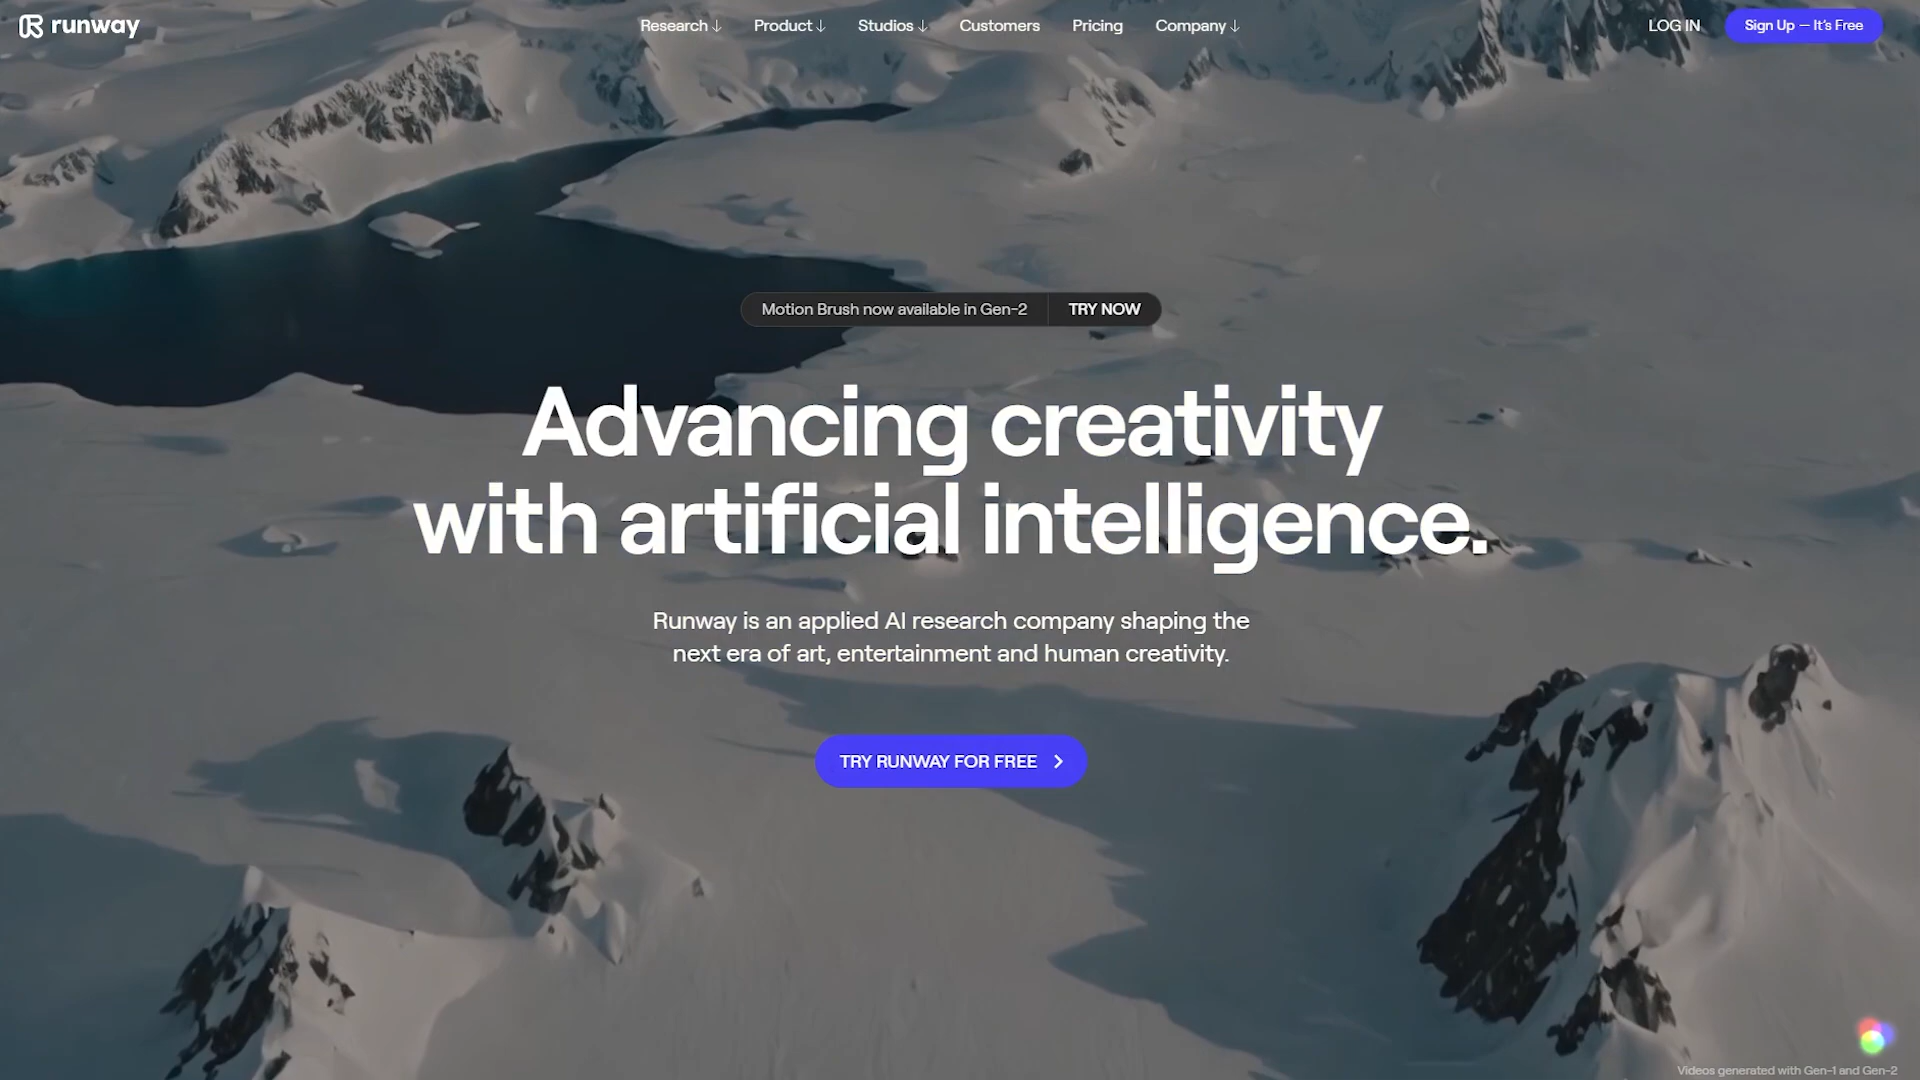 runway
Research ↓ Product ↓ Studios ↓ Customers Pricing Company ↓
LOG IN
Sign Up — It's Free
Motion Brush now available in Gen-2 TRY NOW
Advancing creativity
with artificial intelligence.
Runway is an applied AI research company shaping the
next era of art, entertainment and human creativity.
TRY RUNWAY FOR FREE
Videos generated with Gen-1 and Gen-2